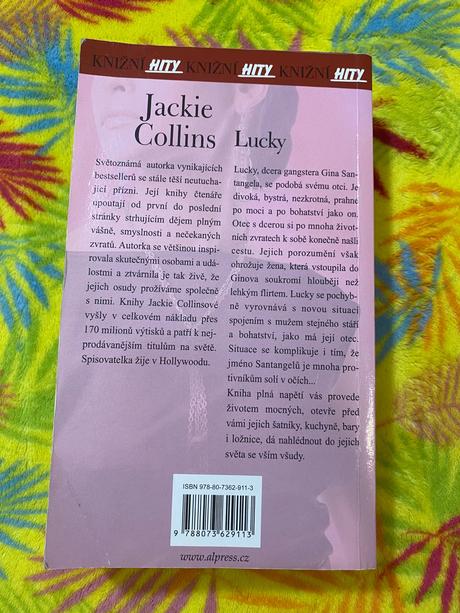 KNIŽNÍ HITY KNIŽNÍ HITY KNIŽNÍ HITY
Jackie
Collins
Světoznámá autorka vynikajících
bestsellerů se stále těší neutucha-
jící přízni. Její knihy čtenáře
upoutají od první do poslední
stránky strhujícím dějem plným
vášně, smyslnosti a nečekaných
zvratů. Autorka se většinou inspi-
rovala skutečnými osobami a udá-
lostmi a ztvárnila je tak živě, že
jejich osudy prožíváme společně
s nimi. Knihy Jackie Collinsové
vyšly v celkovém nákladu přes
170 milionů výtisků a patří k nej-
prodávanějším titulům na světě.
Spisovatelka žije v Hollywoodu.
Lucky
Lucky, dcera gangstera Gina San-
tangela, se podobá svému otci. Je
divoká, bystrá, nezkrotná, prahne
po moci a po bohatství jako on.
Otec s dcerou si po mnoha život-
ních zvratech k sobě konečně našli
cestu. Jejich porozumění však
ohrožuje žena, která vstoupila do
Ginova soukromí hlouběji než
lehkým flirtem. Lucky se pochyb-
ně vyrovnává s novou situací
spojením s mužem stejného stáří
a bohatství, jako má její otec.
Situace se komplikuje i tím, že
jméno Santangelů je mnoha pro-
tivníkům solí v očích...
Kniha plná napětí vás provede
životem mocných, otevře před
vámi jejich šatníky, kuchyně, bary
i ložnice, dá nahlédnout do jejich
světa se vším všudy.
ISBN 978-80-7362-911-3
9 788073 629113
www.alpress.cz